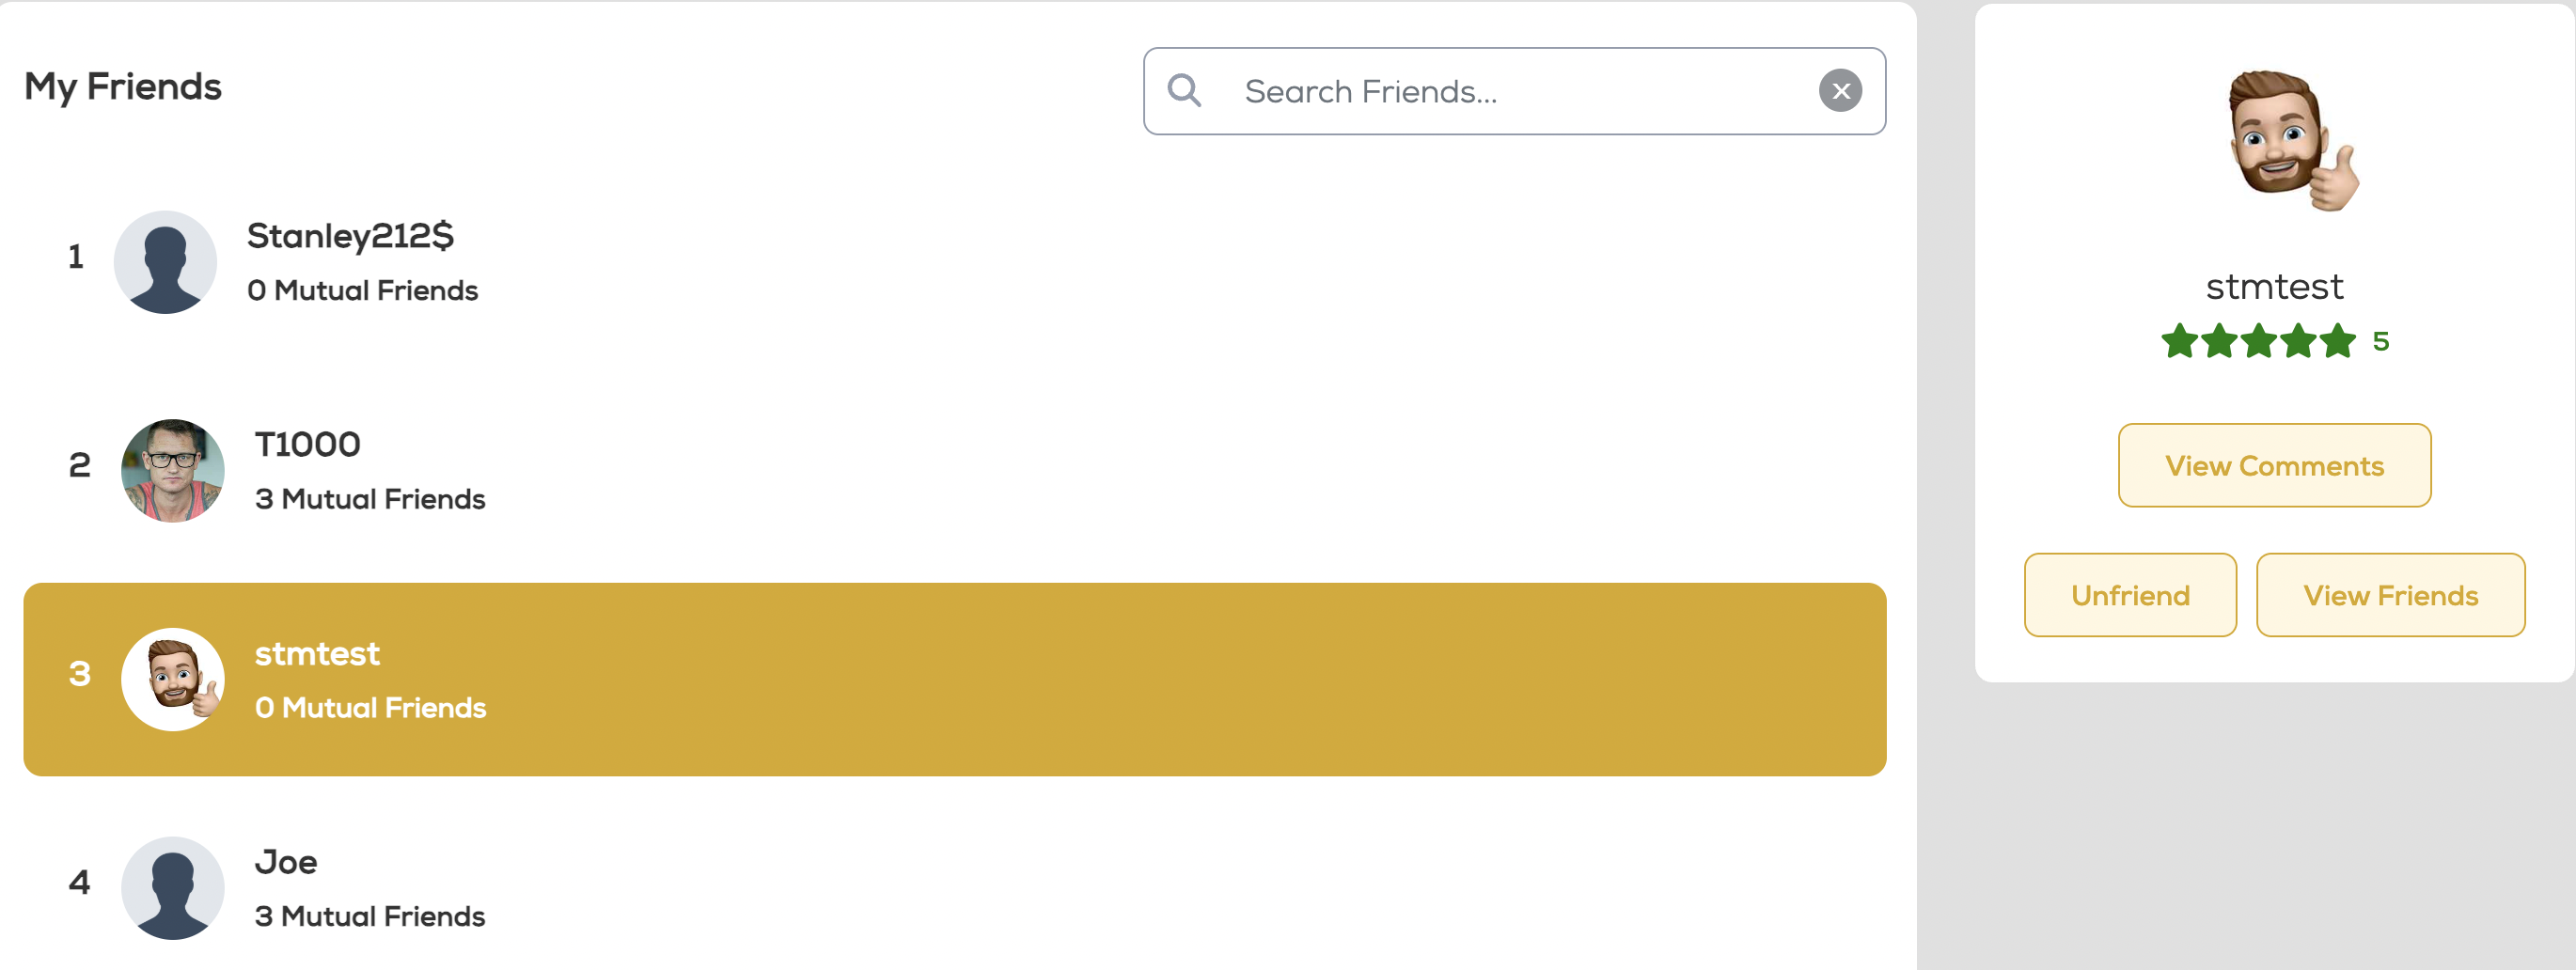 My Friends
Search Friends...
1
Stanley212$
0 Mutual Friends
2
T1000
3 Mutual Friends
3
stmtest
0 Mutual Friends
4
Joe
3 Mutual Friends
stmtest
5
View Comments
Unfriend
View Friends